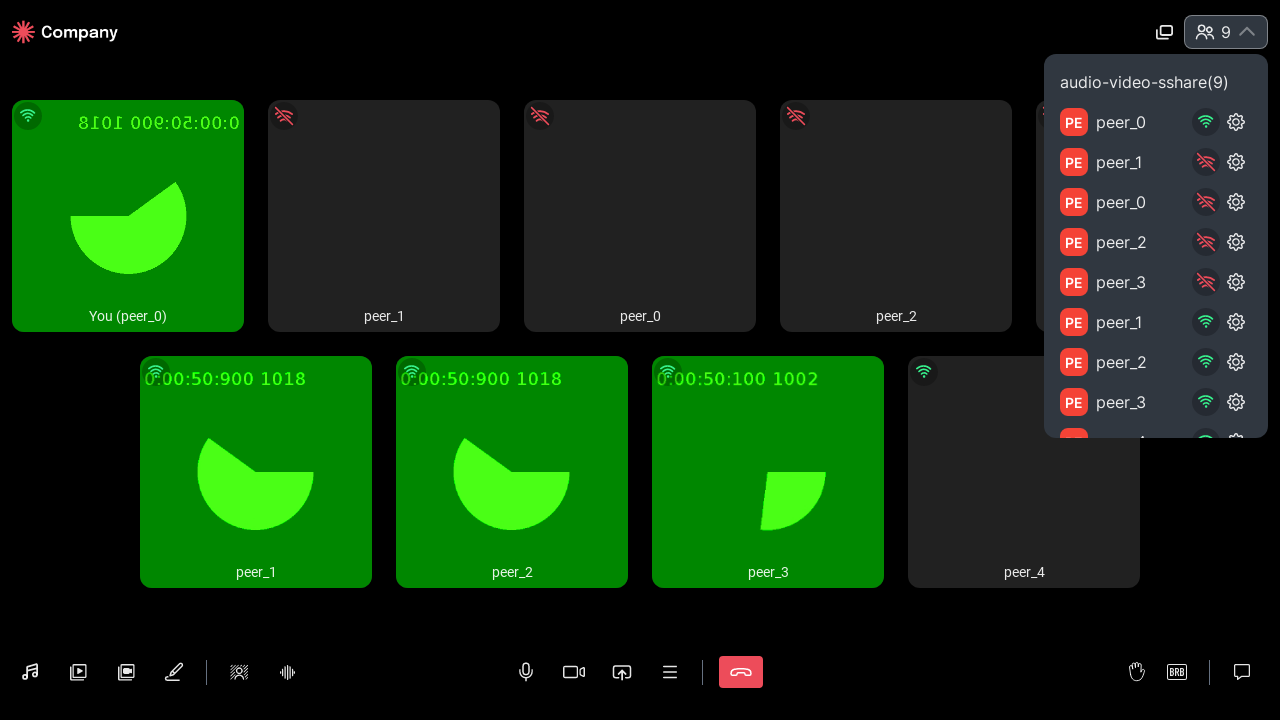 Company
9
audio-video-sshare(9)
PE peer_0
PE peer_1
PE peer_0
PE peer_2
PE peer_3
PE peer_1
PE peer_2
PE peer_3
0:00:50:900 1018
You (peer_0)
peer_1
peer_0
peer_2
0:00:50:900 1018
peer_1
0:00:50:900 1018
peer_2
0:00:50:100 1002
peer_3
peer_4
BRB